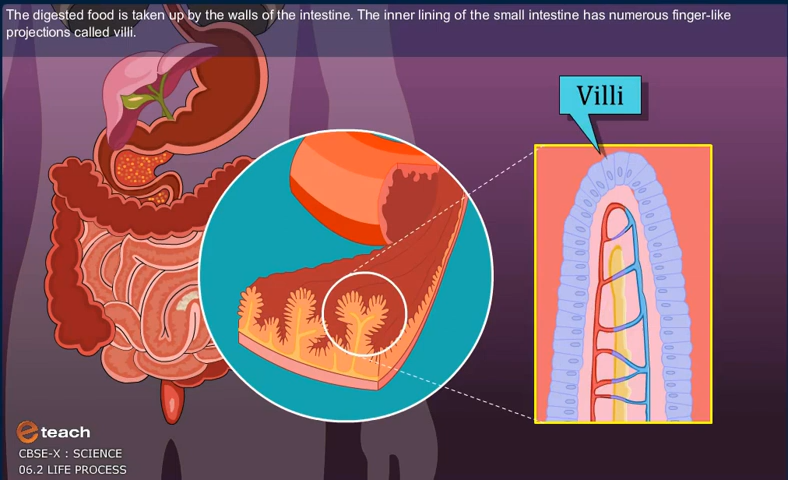 The digested food is taken up by the walls of the intestine. The inner lining of the small intestine has numerous finger-like
projections called villi.
Villi
eteach
CBSE-X : SCIENCE
06.2 LIFE PROCESS